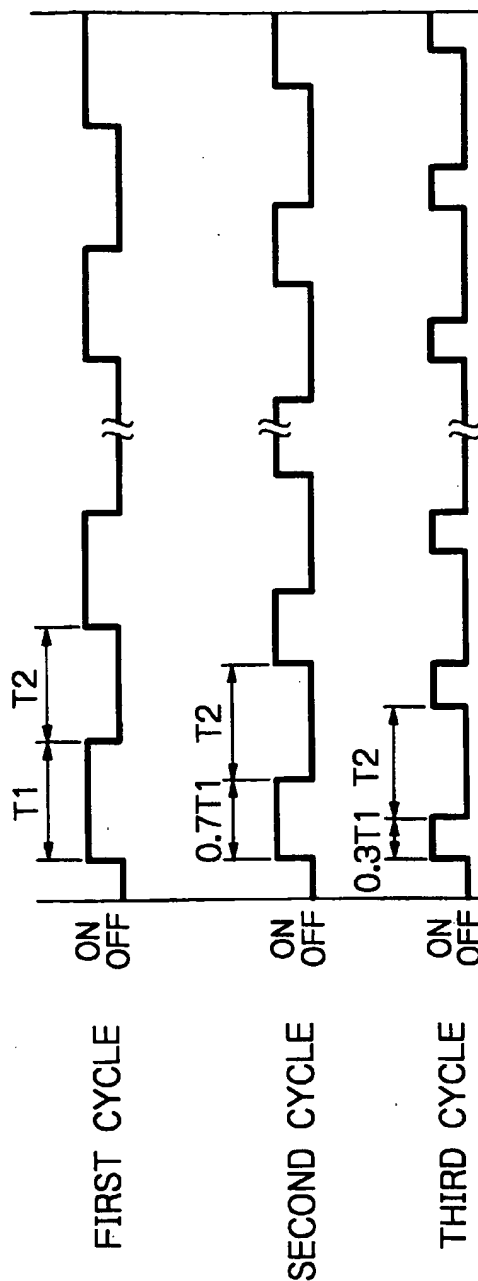 FIRST CYCLE
ON
OFF
T1
T2
SECOND CYCLE
ON
OFF
0.7T1
T2
THIRD CYCLE
ON
OFF
0.3T1
T2